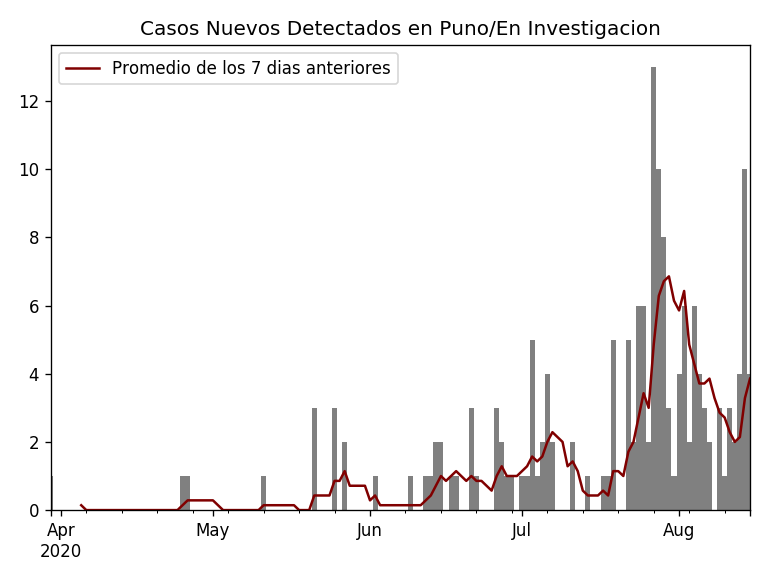 Casos Nuevos Detectados en Puno/En Investigacion
Promedio de los 7 dias anteriores
12
10
8
6
4
2
0
Apr May Jun Jul Aug
2020